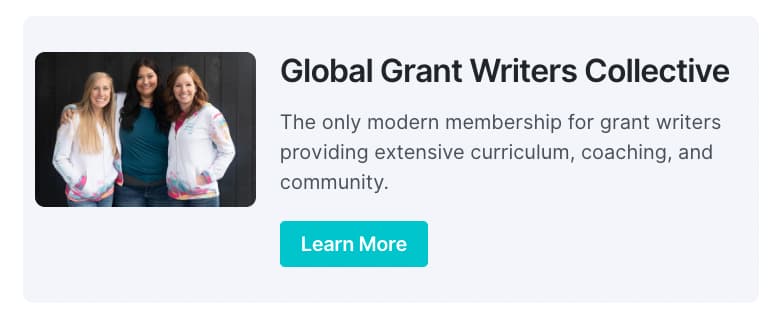 Global Grant Writers Collective
The only modern membership for grant writers
providing extensive curriculum, coaching, and
community.
Learn More